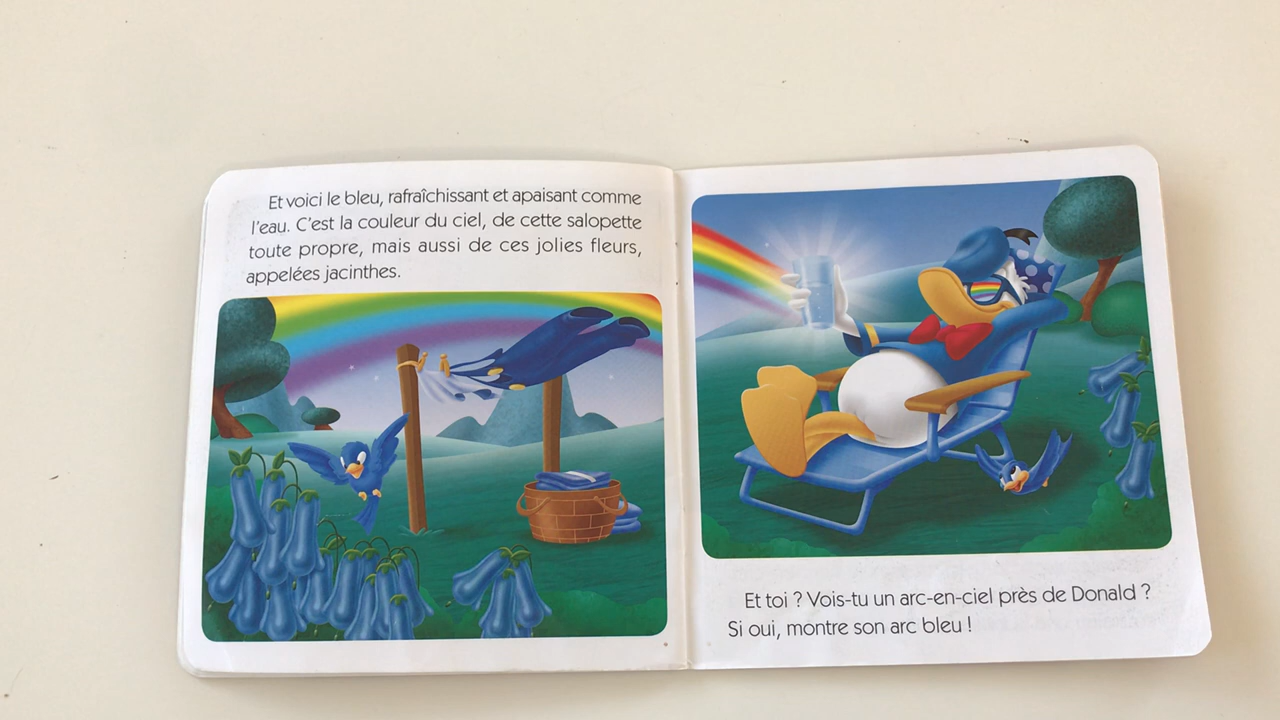 Et voici le bleu, rafraîchissant et apaisant comme
l'eau. C'est la couleur du ciel, de cette salopette
toute propre, mais aussi de ces jolies fleurs,
appelées jacinthes.
Et toi ? Vois-tu un arc-en-ciel près de Donald ?
Si oui, montre son arc bleu !